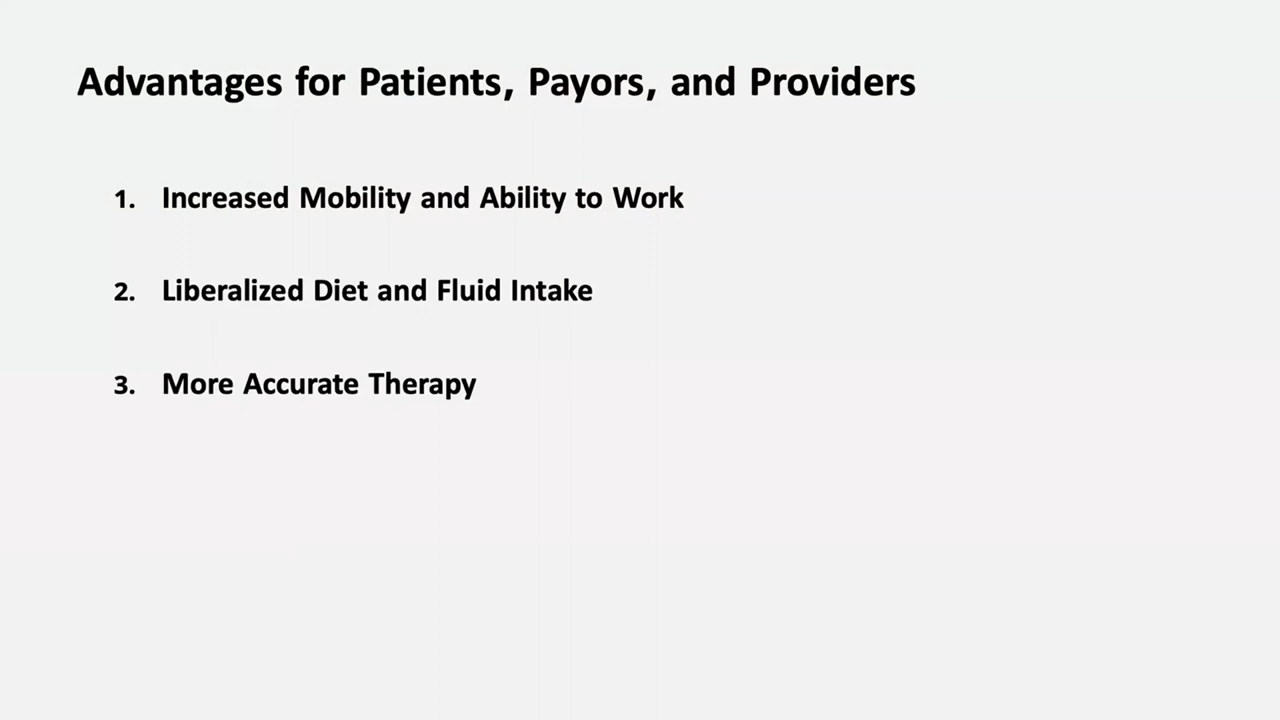 Advantages for Patients, Payors, and Providers
1. Increased Mobility and Ability to Work
2. Liberalized Diet and Fluid Intake
3. More Accurate Therapy